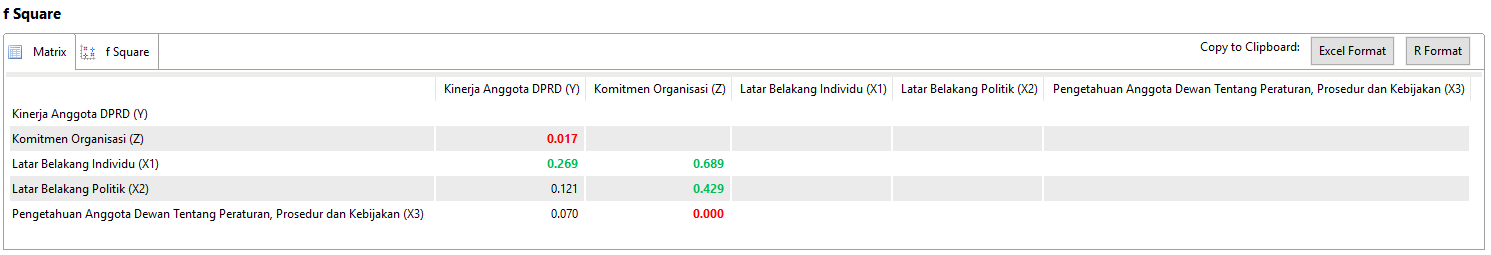 f Square
Matrix f Square Copy to Clipboard: Excel Format R Format
Kinerja Anggota DPRD (Y) Komitmen Organisasi (Z) Latar Belakang Individu (X1) Latar Belakang Politik (X2) Pengetahuan Anggota Dewan Tentang Peraturan, Prosedur dan Kebijakan (X3)
Kinerja Anggota DPRD (Y)
Komitmen Organisasi (Z) 0.017
Latar Belakang Individu (X1) 0.269 0.689
Latar Belakang Politik (X2) 0.121 0.429
Pengetahuan Anggota Dewan Tentang Peraturan, Prosedur dan Kebijakan (X3) 0.070 0.000